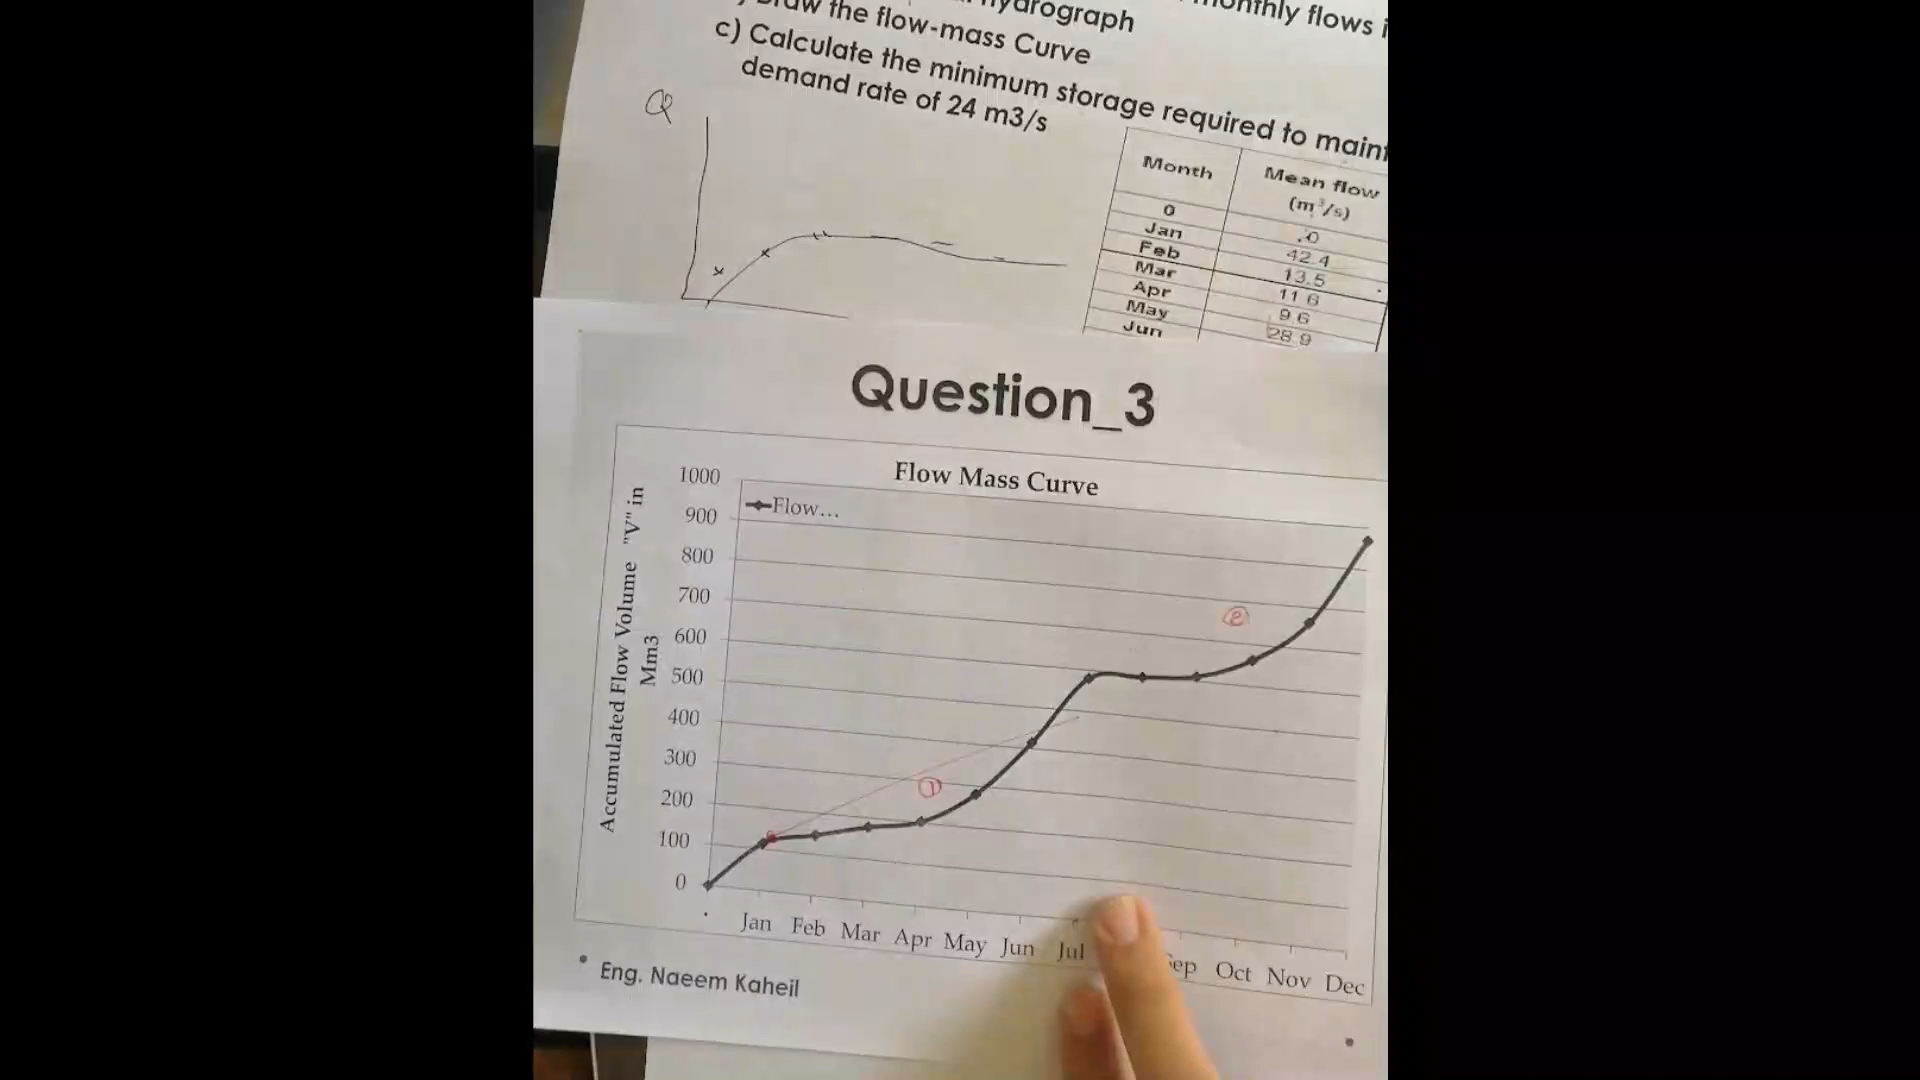 hydrograph
monthly flows i
Draw the flow-mass Curve
c) Calculate the minimum storage required to maint
demand rate of 24 m3/s
Q
Month Mean flow (m³/s)
0 .0
Jan 42.4
Feb 13.5
Mar 11 6
Apr 9 6
May 28.9
Jun
Question_3
Flow Mass Curve
Accumulated Flow Volume "V" in
Mm3
1000
900
800
700
600
500
400
300
200
100
0
Flow...
①
②
Jan Feb Mar Apr May Jun Jul Sep Oct Nov Dec
Eng. Naeem Kaheil